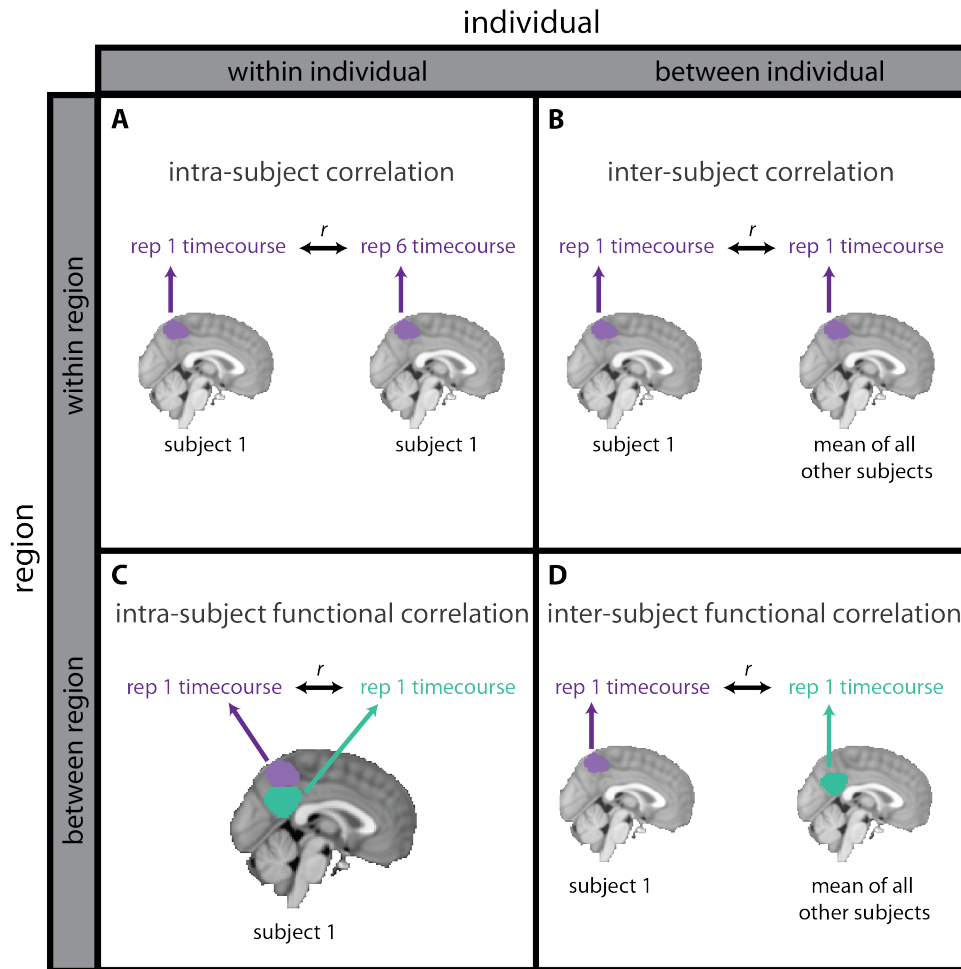 individual
within individual
between individual
region
within region
between region
A
intra-subject correlation
r
rep 1 timecourse
rep 6 timecourse
subject 1
subject 1
B
inter-subject correlation
r
rep 1 timecourse
rep 1 timecourse
subject 1
mean of all
other subjects
C
intra-subject functional correlation
r
rep 1 timecourse
rep 1 timecourse
subject 1
D
inter-subject functional correlation
r
rep 1 timecourse
rep 1 timecourse
subject 1
mean of all
other subjects